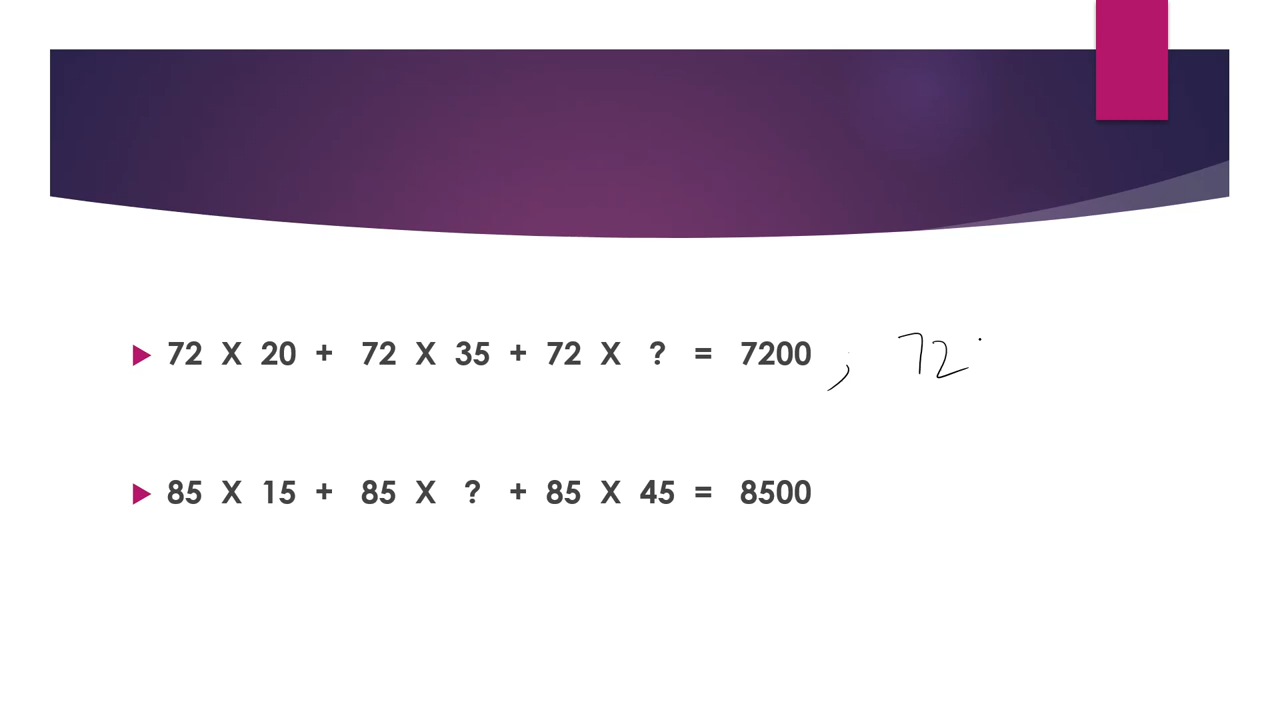 72 X 20 + 72 X 35 + 72 X ? = 7200 ; 72
85 X 15 + 85 X ? + 85 X 45 = 8500